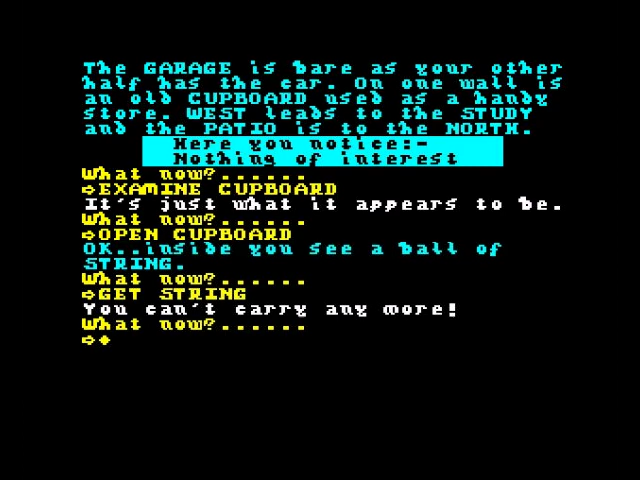 The GARAGE is bare as your other
half has the car. On one wall is
an old CUPBOARD used as a handy
store. WEST leads to the STUDY
and the PATIO is to the NORTH.
Here you notice:-
Nothing of interest
What now?......
➩EXAMINE CUPBOARD
It's just what it appears to be.
What now?......
➩OPEN CUPBOARD
OK..inside you see a ball of
STRING.
What now?......
➩GET STRING
You can't carry any more!
What now?......
➩◆